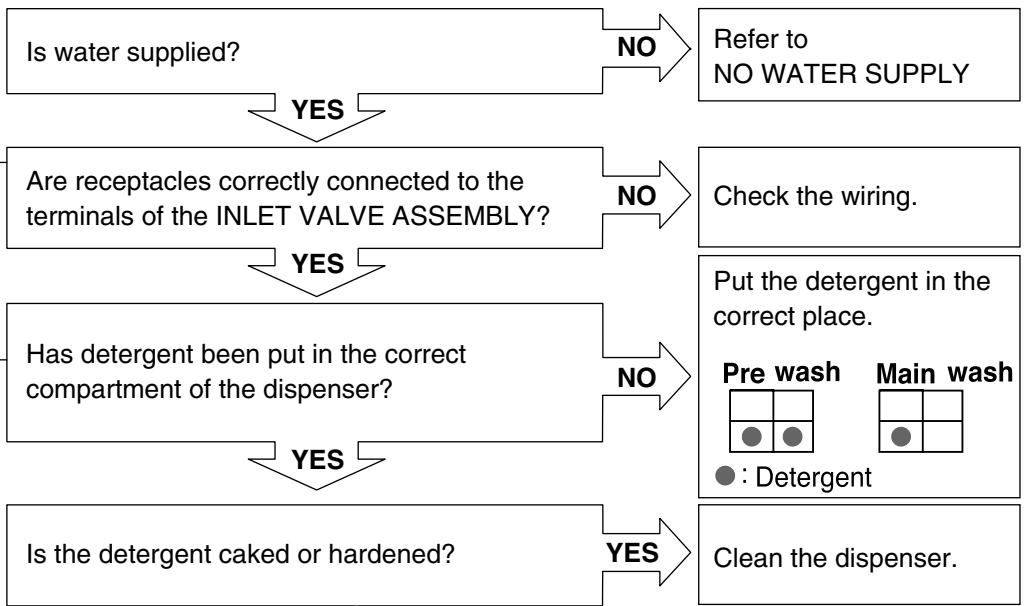 Is water supplied?
NO
Refer to
NO WATER SUPPLY
YES
Are receptacles correctly connected to the
terminals of the INLET VALVE ASSEMBLY?
NO
Check the wiring.
YES
Has detergent been put in the correct
compartment of the dispenser?
NO
Put the detergent in the
correct place.
Pre wash Main wash
: Detergent
YES
Is the detergent caked or hardened?
YES
Clean the dispenser.